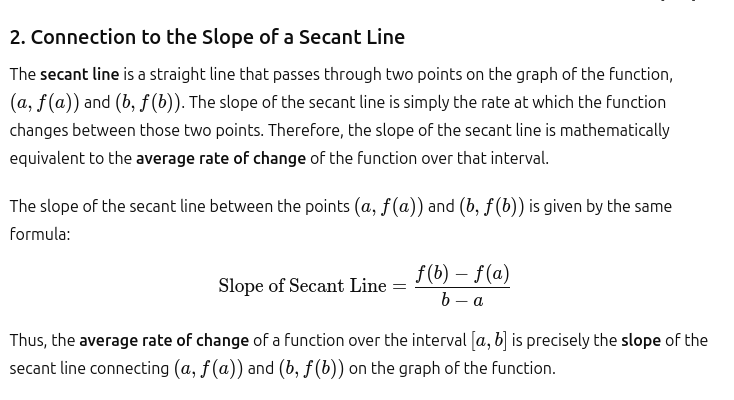 2. Connection to the Slope of a Secant Line
The secant line is a straight line that passes through two points on the graph of the function,
(a, f(a)) and (b, f(b)). The slope of the secant line is simply the rate at which the function
changes between those two points. Therefore, the slope of the secant line is mathematically
equivalent to the average rate of change of the function over that interval.
The slope of the secant line between the points (a, f(a)) and (b, f(b)) is given by the same
formula:
Slope of Secant Line = \frac{f(b) − f(a)}{b − a}
Thus, the average rate of change of a function over the interval [a, b] is precisely the slope of the
secant line connecting (a, f(a)) and (b, f(b)) on the graph of the function.